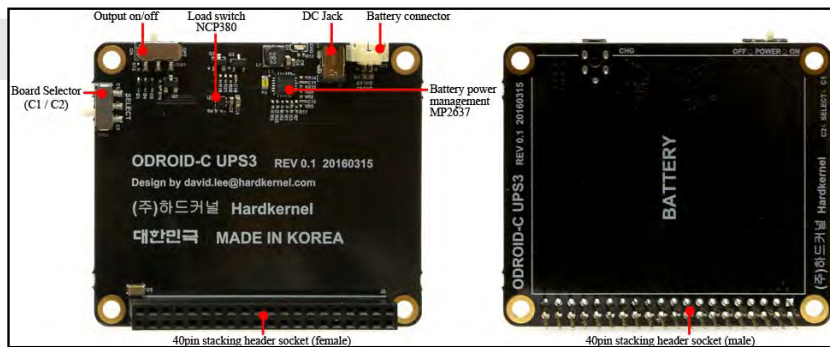 Output on/off
Load switch
NCP380
DC Jack
Battery connector
Board Selector
(C1 / C2)
SELECT
Battery power
management
MP2637
ODROID-C UPS3 REV 0.1 20160315
Design by david.lee@hardkernel.com
(주)하드커널 Hardkernel
대한민국 MADE IN KOREA
40pin stacking header socket (female)
CHG
OFF POWER ON
C2 SELECT C1
ODROID-C UPS3 REV 0.1 20160315
BATTERY
(주)하드커널 Hardkernel
40pin stacking header socket (male)